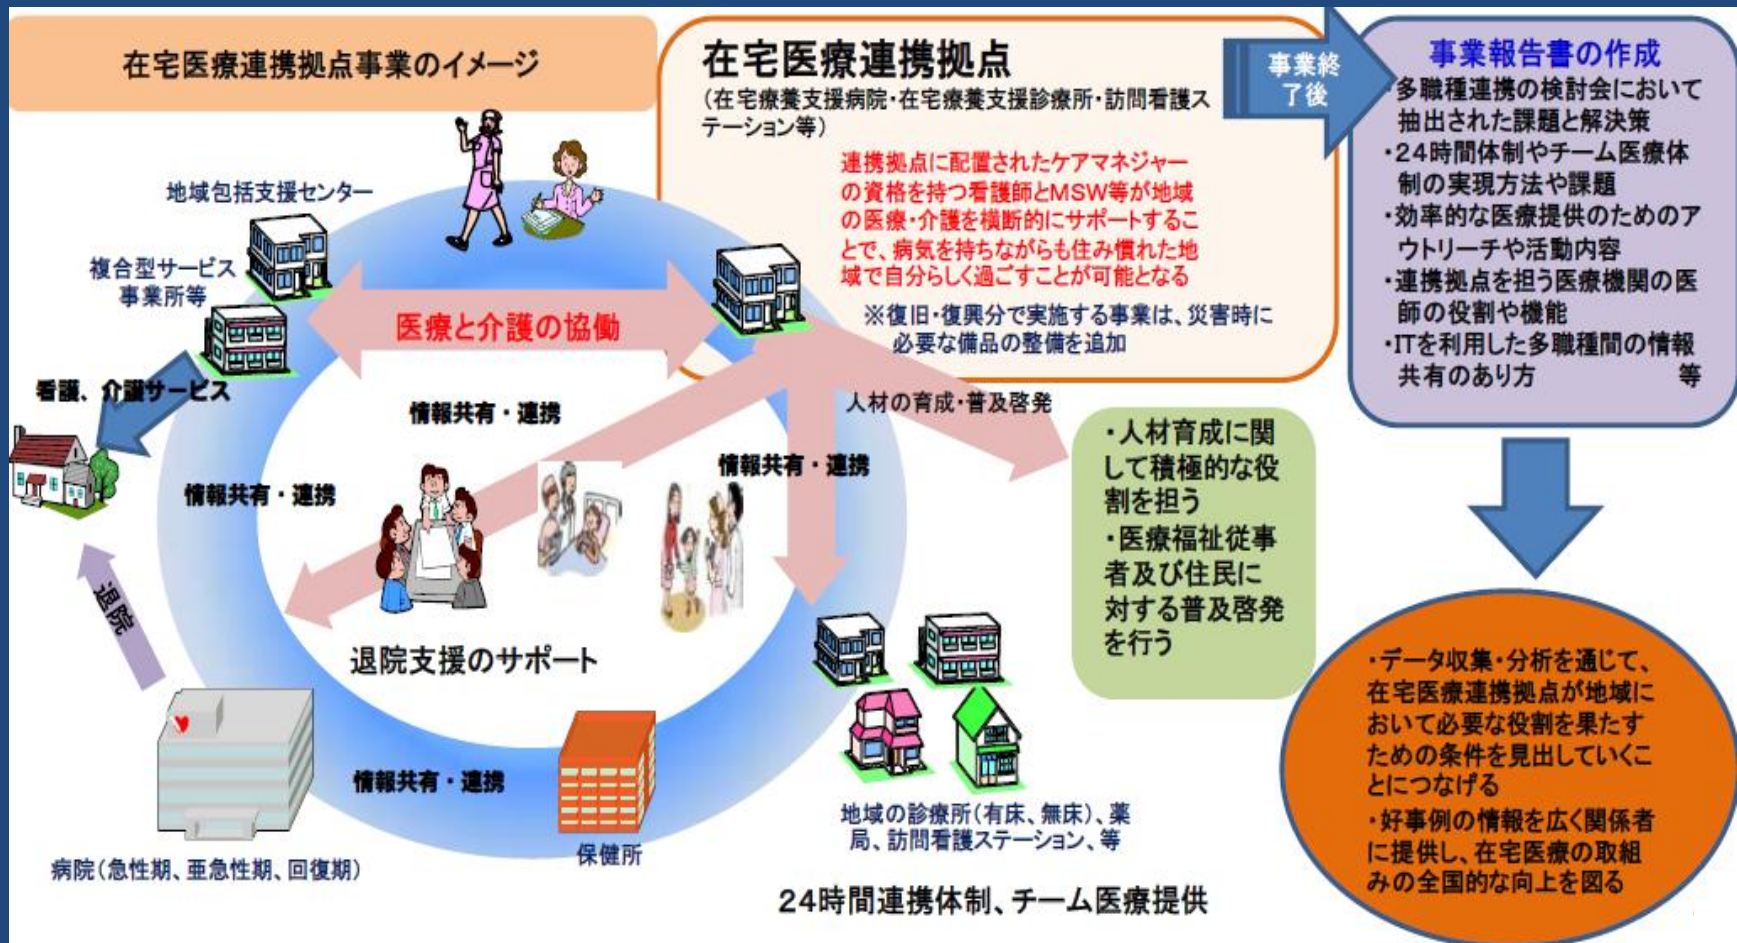 在宅医療連携拠点事業のイメージ
在宅医療連携拠点
(在宅療養支援病院・在宅療養支援診療所・訪問看護ス
テーション等)
連携拠点に配置されたケアマネジャー
の資格を持つ看護師とMSW等が地域
の医療・介護を横断的にサポートするこ
とで、病気を持ちながらも住み慣れた地
域で自分らしく過ごすことが可能となる
※復旧・復興分で実施する事業は、災害時に
必要な備品の整備を追加
事業終
了後
事業報告書の作成
・多職種連携の検討会において
抽出された課題と解決策
・24時間体制やチーム医療体
制の実現方法や課題
・効率的な医療提供のためのア
ウトリーチや活動内容
・連携拠点を担う医療機関の医
師の役割や機能
・ITを利用した多職種間の情報
共有のあり方 等
地域包括支援センター
複合型サービス
事業所等
医療と介護の協働
看護、介護サービス
情報共有・連携
人材の育成・普及啓発
情報共有・連携
情報共有・連携
・人材育成に関
して積極的な役
割を担う
・医療福祉従事
者及び住民に
対する普及啓発
を行う
退院
退院支援のサポート
情報共有・連携
病院(急性期、亜急性期、回復期)
保健所
地域の診療所(有床、無床)、薬
局、訪問看護ステーション、等
24時間連携体制、チーム医療提供
・データ収集・分析を通じて、
在宅医療連携拠点が地域に
おいて必要な役割を果たす
ための条件を見出していくこ
とにつなげる
・好事例の情報を広く関係者
に提供し、在宅医療の取組
みの全国的な向上を図る